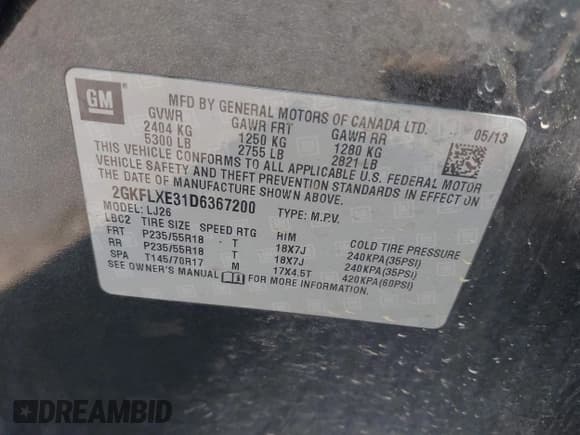 GM
MFD BY GENERAL MOTORS OF CANADA LTD. 05/13
GVWR GAWR FRT GAWR RR
2404 KG 1250 KG 1280 KG
5300 LB 2755 LB 2821 LB
THIS VEHICLE CONFORMS TO ALL APPLICABLE U.S. FEDERAL MOTOR
VEHICLE SAFETY AND THEFT PREVENTION STANDARDS IN EFFECT ON
THE DATE OF MANUFACTURE SHOWN ABOVE.
2GKFLXE31D6367200 TYPE: M.P.V.
MODEL: LJ26
LBC2 TIRE SIZE SPEED RTG RIM COLD TIRE PRESSURE
FRT P235/55R18 - T 18X7J 240KPA(35PSI)
RR P235/55R18 - T 18X7J 240KPA(35PSI)
SPA T145/70R17 M 17X4.5T 420KPA(60PSI)
SEE OWNER'S MANUAL FOR MORE INFORMATION.
DREAMBID